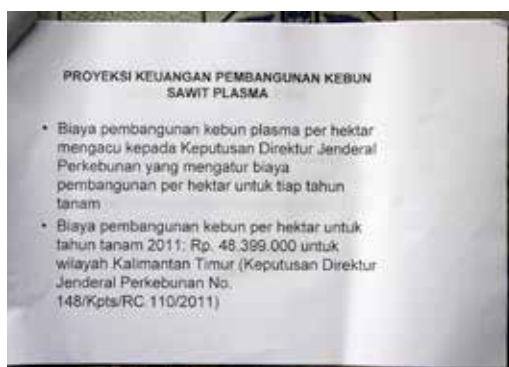 PROYEKSI KEUANGAN PEMBANGUNAN KEBUN
SAWIT PLASMA
• Biaya pembangunan kebun plasma per hektar
mengacu kepada Keputusan Direktur Jenderal
Perkebunan yang mengatur biaya
pembangunan per hektar untuk tiap tahun
tanam
• Biaya pembangunan kebun per hektar untuk
tahun tanam 2011: Rp. 48.399.000 untuk
wilayah Kalimantan Timur (Keputusan Direktur
Jenderal Perkebunan No.
148/Kpts/RC 110/2011)